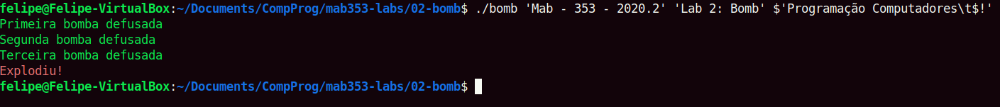 felipe@Felipe-VirtualBox:~/Documents/CompProg/mab353-labs/02-bomb$ ./bomb 'Mab - 353 - 2020.2' 'Lab 2: Bomb' $'Programação Computadores\t$!'
Primeira bomba defusada
Segunda bomba defusada
Terceira bomba defusada
Explodiu!
felipe@Felipe-VirtualBox:~/Documents/CompProg/mab353-labs/02-bomb$